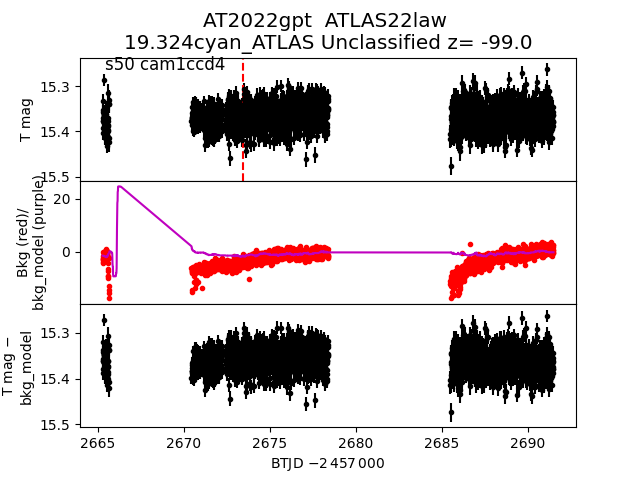 AT2022gpt  ATLAS22law
19.324cyan_ATLAS Unclassified z= -99.0
s50 cam1ccd4
T mag
15.3
15.4
15.5
Bkg (red)/
bkg_model (purple)
20
0
T mag −
bkg_model
15.3
15.4
15.5
2665 2670 2675 2680 2685 2690
BTJD −2 457 000